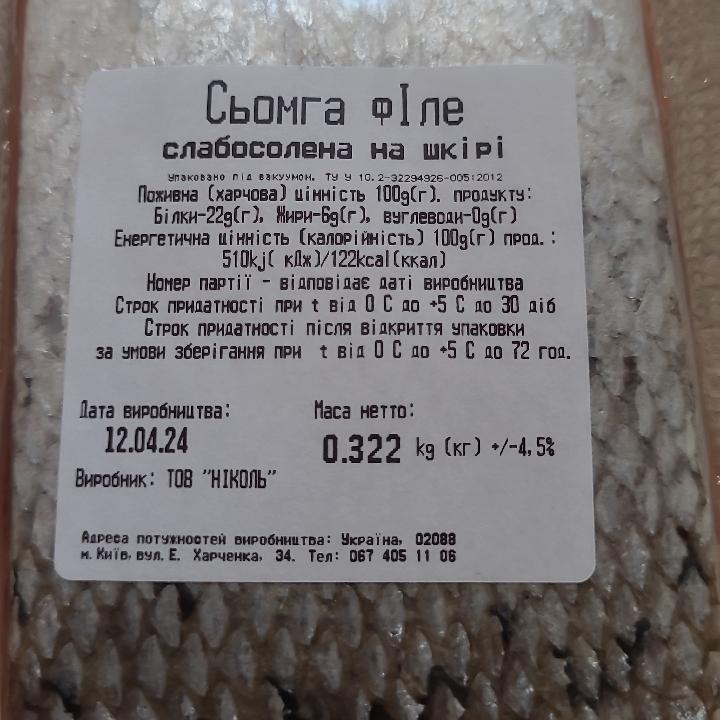 Сьомга фІле
слабосолена на шкірі
Упаковано під вакуумом. ТУ У 10.2-32294926-005:2012
Поживна (харчова) цінність 100g(г). продукту:
Білки-22g(г), Жири-6g(г), вуглеводи-0g(г)
Енергетична цінність (калорійність) 100g(г) прод.:
510kj( кДж)/122kcal(ккал)
Номер партії - відповідає даті виробництва
Строк придатності при t від 0 С до +5 С до 30 діб
Строк придатності після відкриття упаковки
за умови зберігання при t від 0 С до +5 С до 72 год.
Дата виробництва: Маса нетто:
12.04.24 0.322 kg (кг) +/-4,5%
Виробник: ТОВ "НІКОЛЬ"
Адреса потужностей виробництва: Україна, 02088
м. Київ, вул. Е. Харченка, 34. Тел: 067 405 11 06